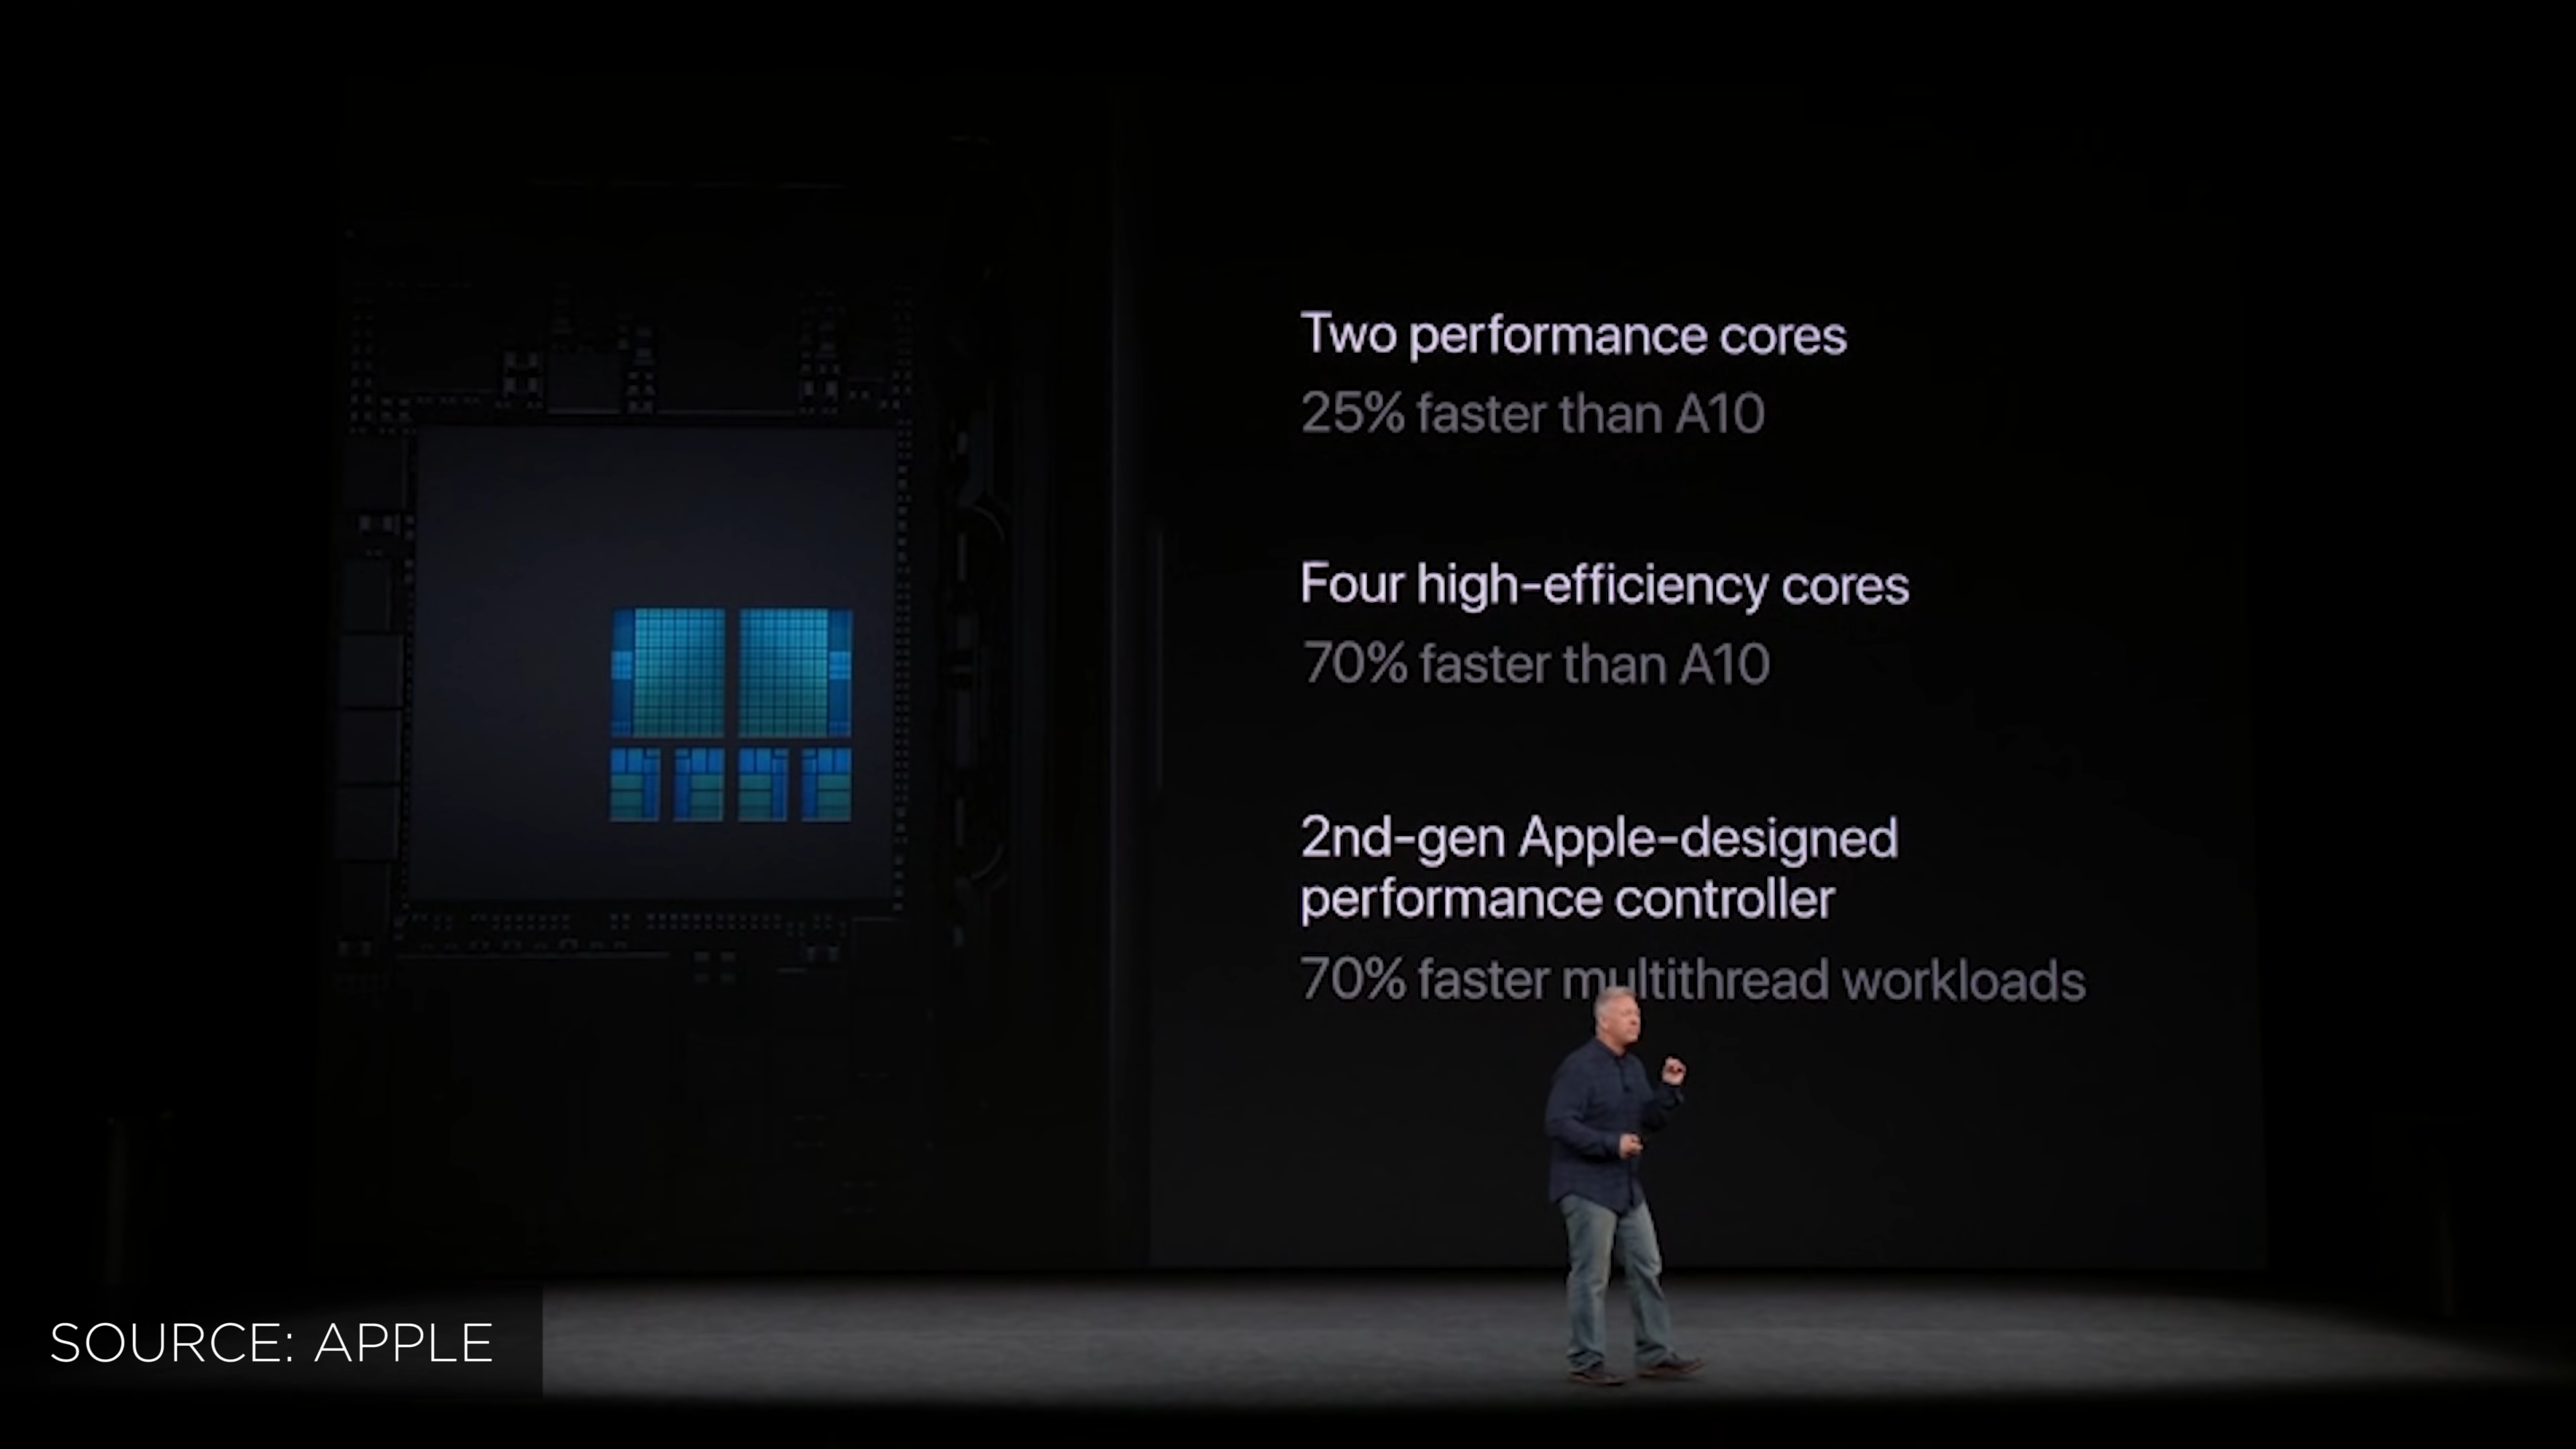 Two performance cores
25% faster than A10
Four high-efficiency cores
70% faster than A10
2nd-gen Apple-designed
performance controller
70% faster multithread workloads
SOURCE: APPLE